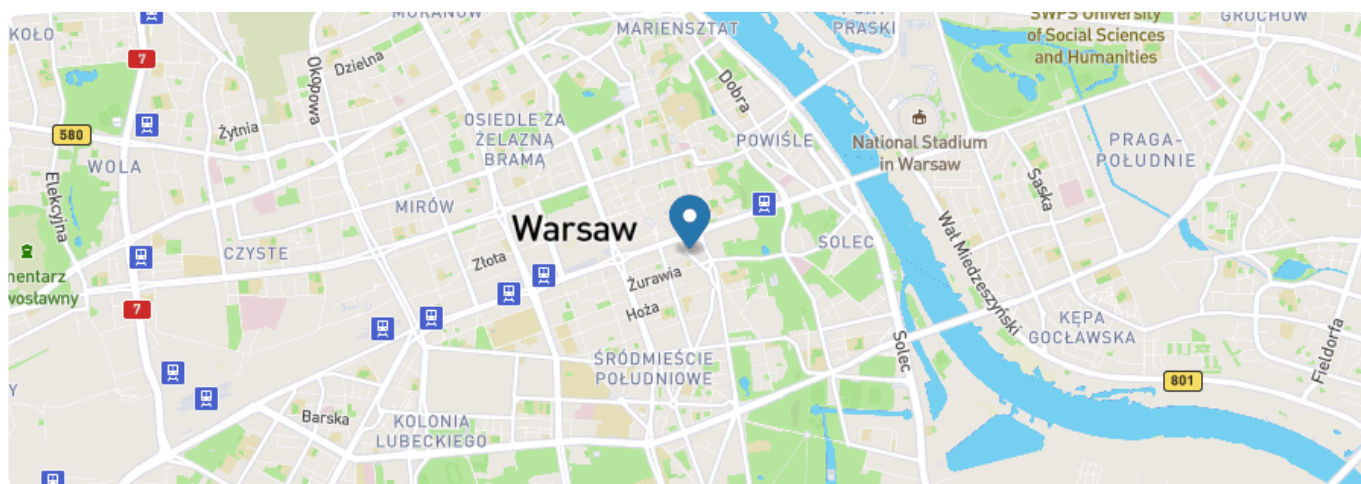 KOŁO
7
Okopowa
Dzielna
MURANÓW
MARIENSZTAT
Dobra
PORT
PRASKI
SWPS University
of Social Sciences
and Humanities
GROCHÓW
580
Żytnia
OSIEDLE ZA
ŻELAZNĄ
BRAMĄ
POWIŚLE
National Stadium
in Warsaw
PRAGA-
POŁUDNIE
WOLA
Elekcyjna
MIRÓW
Warsaw
Saska
CZYSTE
Złota
SOLEC
Wał Miedzeszyński
mentarz
wosławny
7
Żurawia
Hoża
Solec
KĘPA
GOCŁAWSKA
Fieldorfa
ŚRÓDMIEŚCIE
POŁUDNIOWE
801
Y
Barska
KOLONIA
LUBECKIEGO